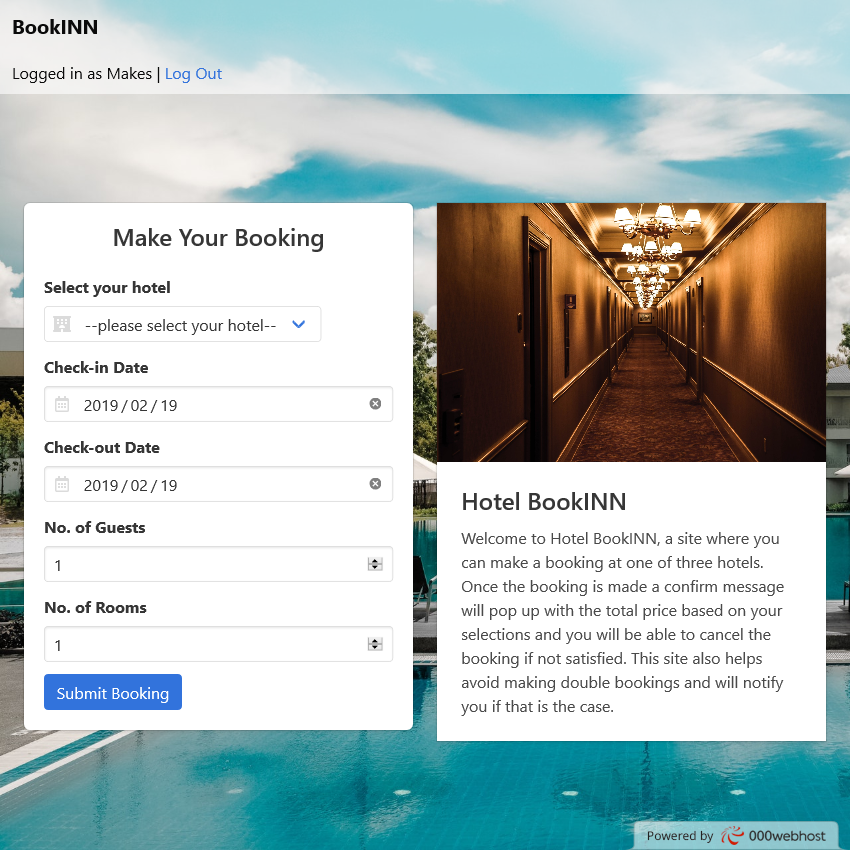 BookINN
Logged in as Makes | Log Out
Make Your Booking
Select your hotel
--please select your hotel--
Check-in Date
2019 / 02 / 19
Check-out Date
2019 / 02 / 19
No. of Guests
1
No. of Rooms
1
Submit Booking
Hotel BookINN
Welcome to Hotel BookINN, a site where you
can make a booking at one of three hotels.
Once the booking is made a confirm message
will pop up with the total price based on your
selections and you will be able to cancel the
booking if not satisfied. This site also helps
avoid making double bookings and will notify
you if that is the case.
Powered by 000webhost